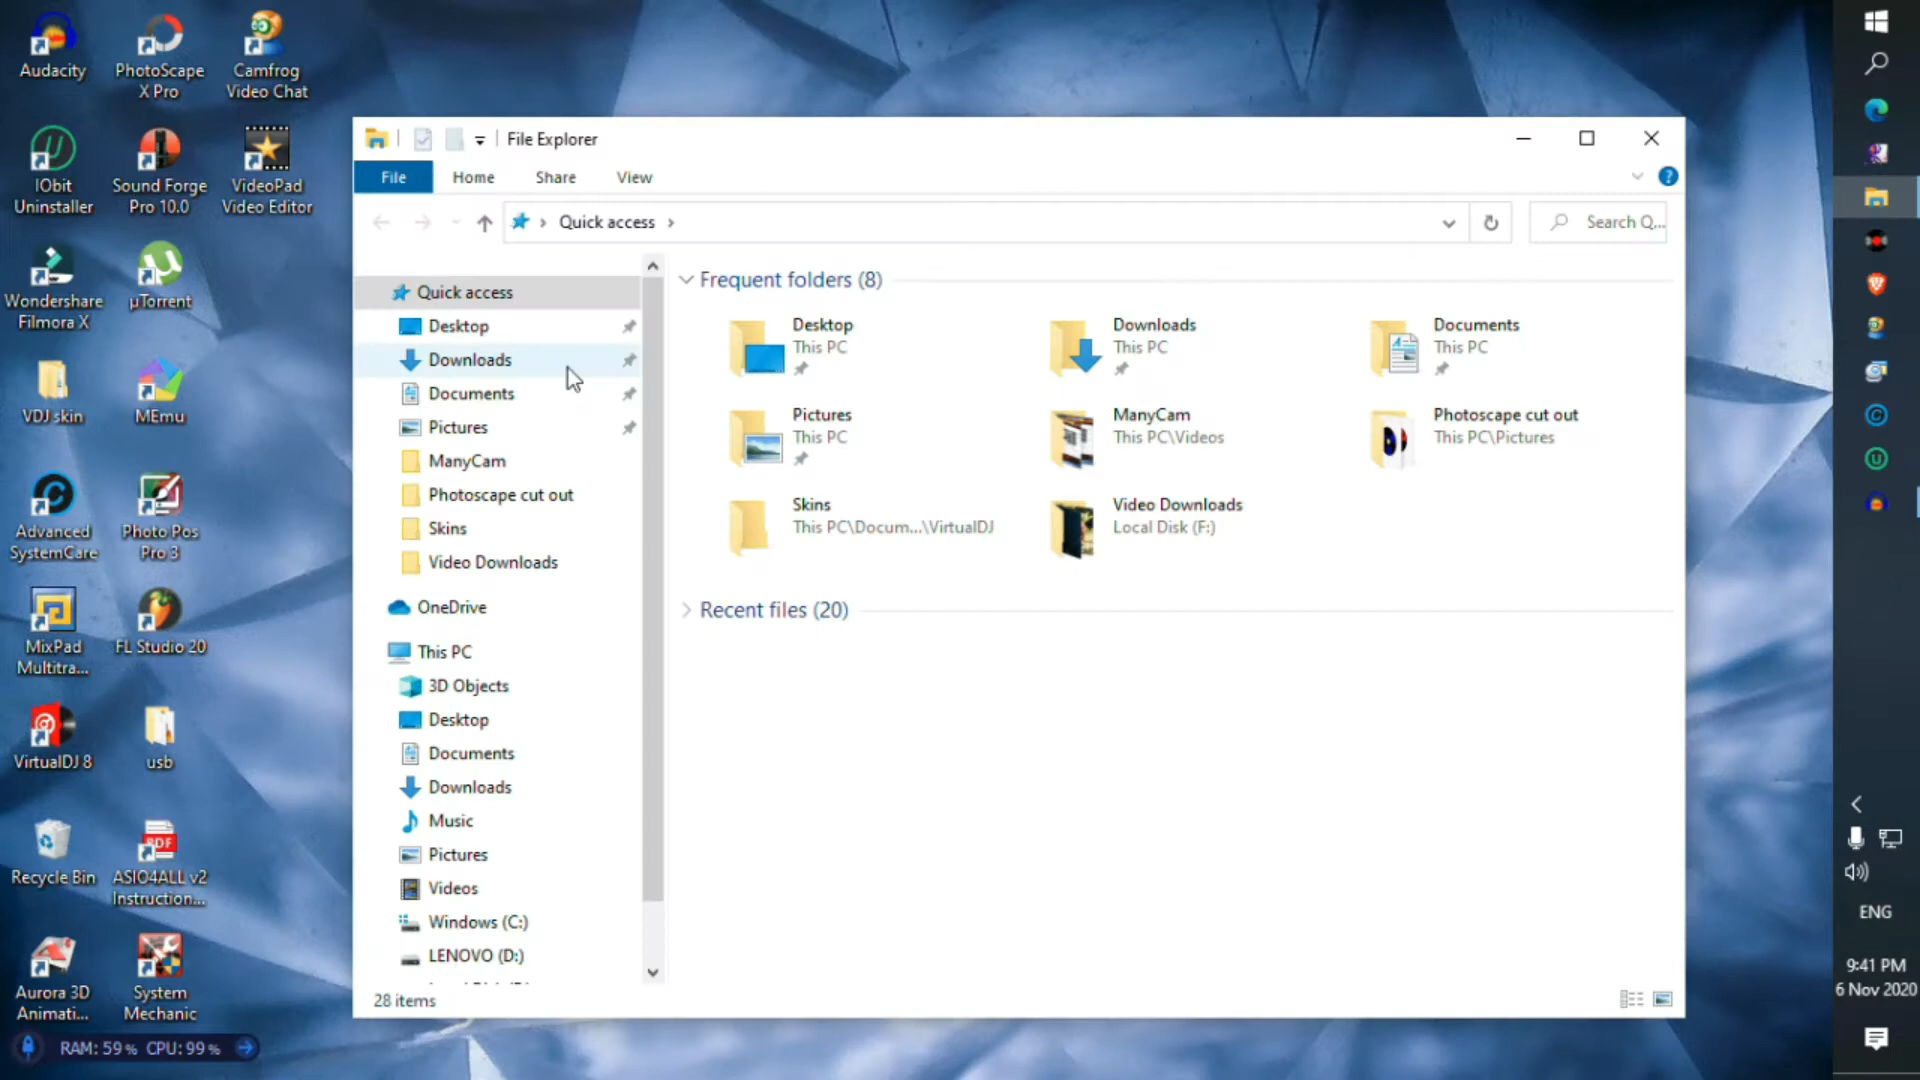 Audacity
PhotoScape
X Pro
Camfrog
Video Chat
IObit
Uninstaller
Sound Forge
Pro 10.0
VideoPad
Video Editor
Wondershare
Filmora X
µTorrent
VDJ skin
MEmu
Advanced
SystemCare
Photo Pos
Pro 3
MixPad
Multitra...
FL Studio 20
VirtualDJ 8
usb
Recycle Bin
PDF
ASIO4ALL v2
Instruction...
Aurora 3D
Animati...
System
Mechanic
RAM: 59 % CPU: 99 %
File Explorer
File
Home
Share
View
Quick access
Search Q...
Quick access
Desktop
Downloads
Documents
Pictures
ManyCam
Photoscape cut out
Skins
Video Downloads
OneDrive
This PC
3D Objects
Desktop
Documents
Downloads
Music
Pictures
Videos
Windows (C:)
LENOVO (D:)
28 items
Frequent folders (8)
Desktop
This PC
Downloads
This PC
Documents
This PC
Pictures
This PC
ManyCam
This PC\Videos
Photoscape cut out
This PC\Pictures
Skins
This PC\Docum...\VirtualDJ
Video Downloads
Local Disk (F:)
Recent files (20)
ENG
9:41 PM
6 Nov 2020